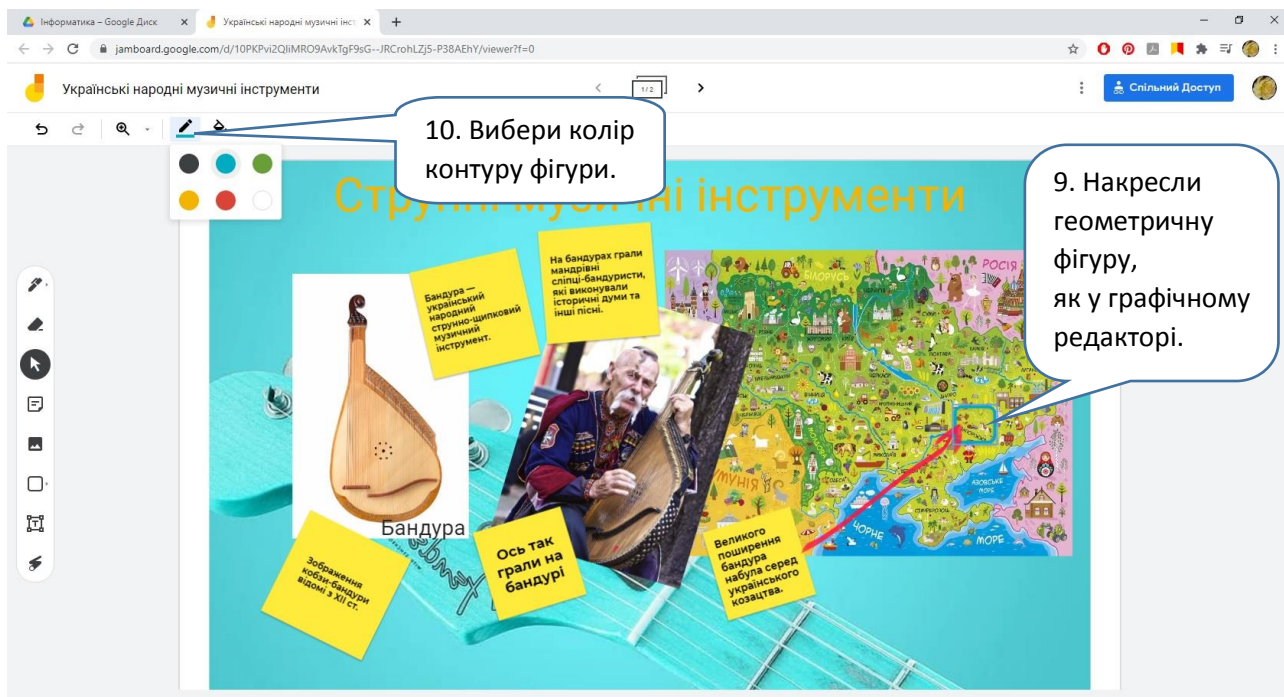 Інформатика – Google Диск
Українські народні музичні інст
jamboard.google.com/d/10PKPvi2QIiMRO9AvkTgF9sG--JRCrohLZj5-P38AEhY/viewer?f=0
Українські народні музичні інструменти
1/2
Спільний Доступ
10. Вибери колір
контуру фігури.
9. Накресли
геометричну
фігуру,
як у графічному
редакторі.
Струнні музичні інструменти
Бандура —
український
народний
струнно-щипковий
музичний
інструмент.
На бандурах грали
мандрівні
сліпці-бандуристи,
які виконували
історичні думи та
інші пісні.
БІЛОРУСЬ
РОСІЯ
АЗОВСЬКЕ
МОРЕ
ЧОРНЕ
МОРЕ
Бандура
Зображення
кобзи-бандури
відомі з XII ст.
Ось так
грали на
бандурі
Великого
поширення
бандура
набула серед
українського
козацтва.